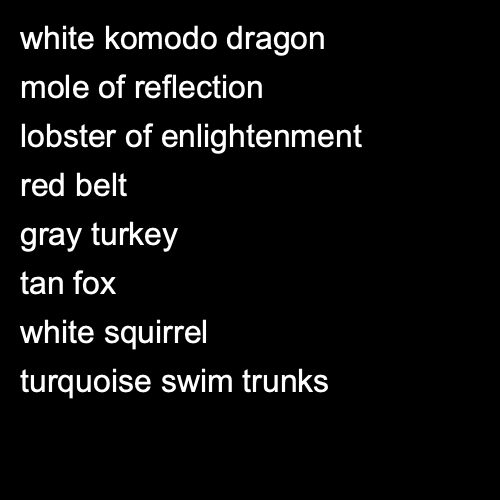 white komodo dragon
mole of reflection
lobster of enlightenment
red belt
gray turkey
tan fox
white squirrel
turquoise swim trunks